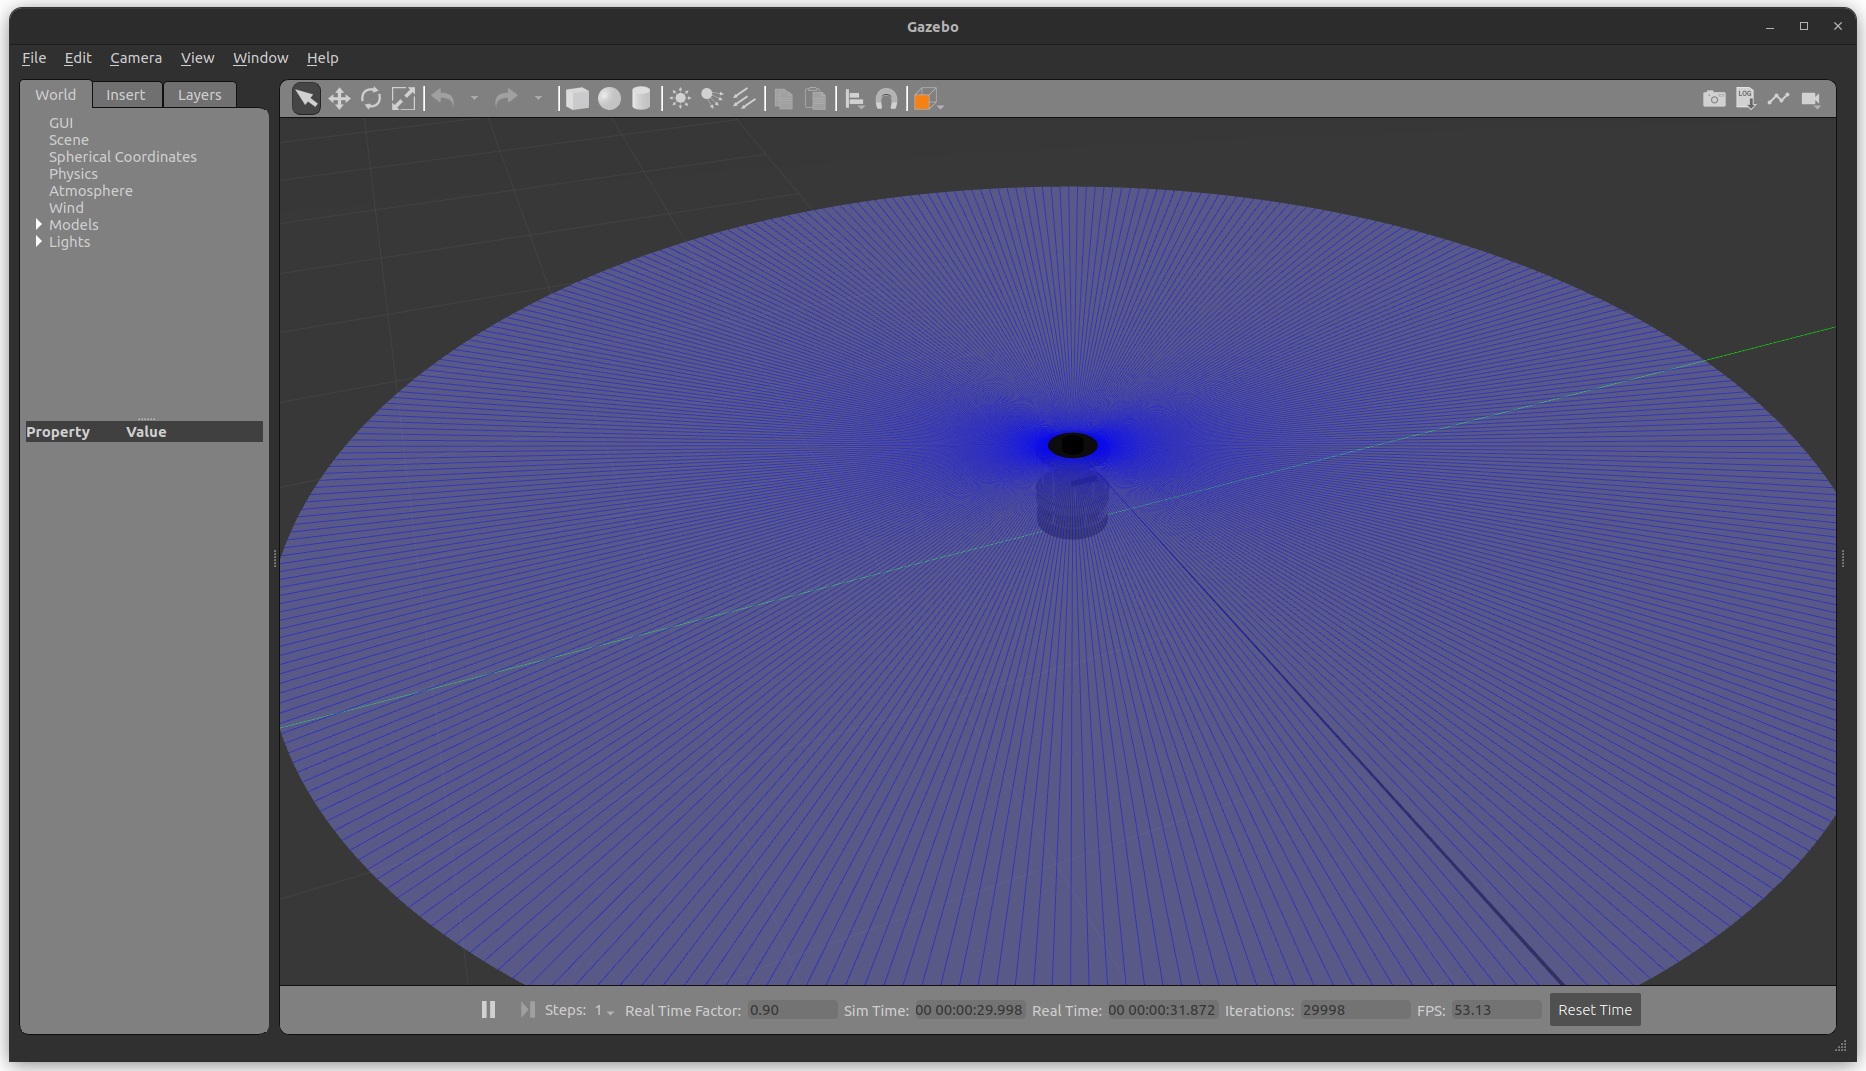 Gazebo
File Edit Camera View Window Help
World Insert Layers
GUI
Scene
Spherical Coordinates
Physics
Atmosphere
Wind
Models
Lights
Property Value
LOG
Steps: 1 Real Time Factor: 0.90 Sim Time: 00 00:00:29.998 Real Time: 00 00:00:31.872 Iterations: 29998 FPS: 53.13 Reset Time